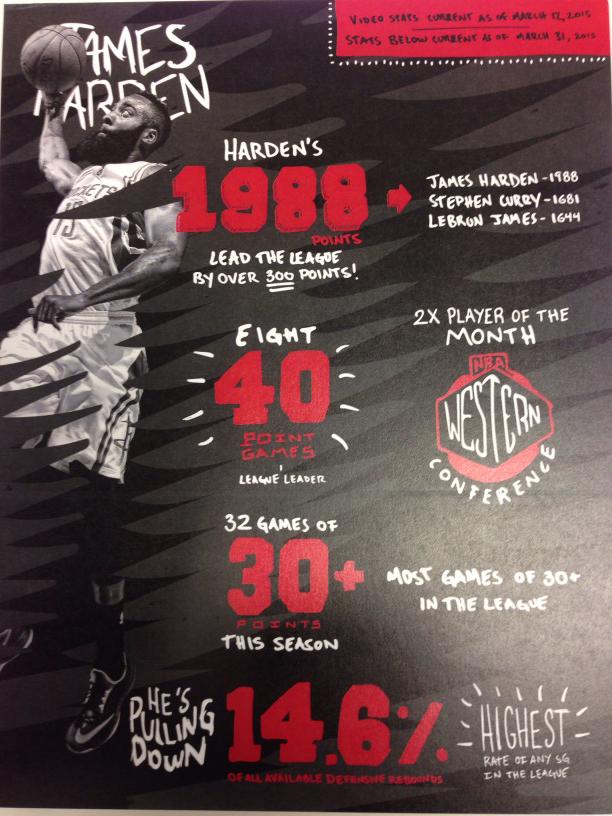 VIDEO STATS CURRENT AS OF MARCH 12, 2015
STATS BELOW CURRENT AS OF MARCH 31, 2015
JAMES
HARDEN
HARDEN'S
1988
POINTS
LEAD THE LEAGUE
BY OVER 300 POINTS!
JAMES HARDEN - 1988
STEPHEN CURRY - 1681
LEBRON JAMES - 1644
EIGHT
40
POINT
GAMES
LEAGUE LEADER
2X PLAYER OF THE
MONTH
NBA
WESTERN
CONFERENCE
32 GAMES OF
30+
POINTS
THIS SEASON
MOST GAMES OF 30+
IN THE LEAGUE
HE'S
PULLING
DOWN
14.6%
OF ALL AVAILABLE DEFENSIVE REBOUNDS
HIGHEST
RATE OF ANY SG
IN THE LEAGUE